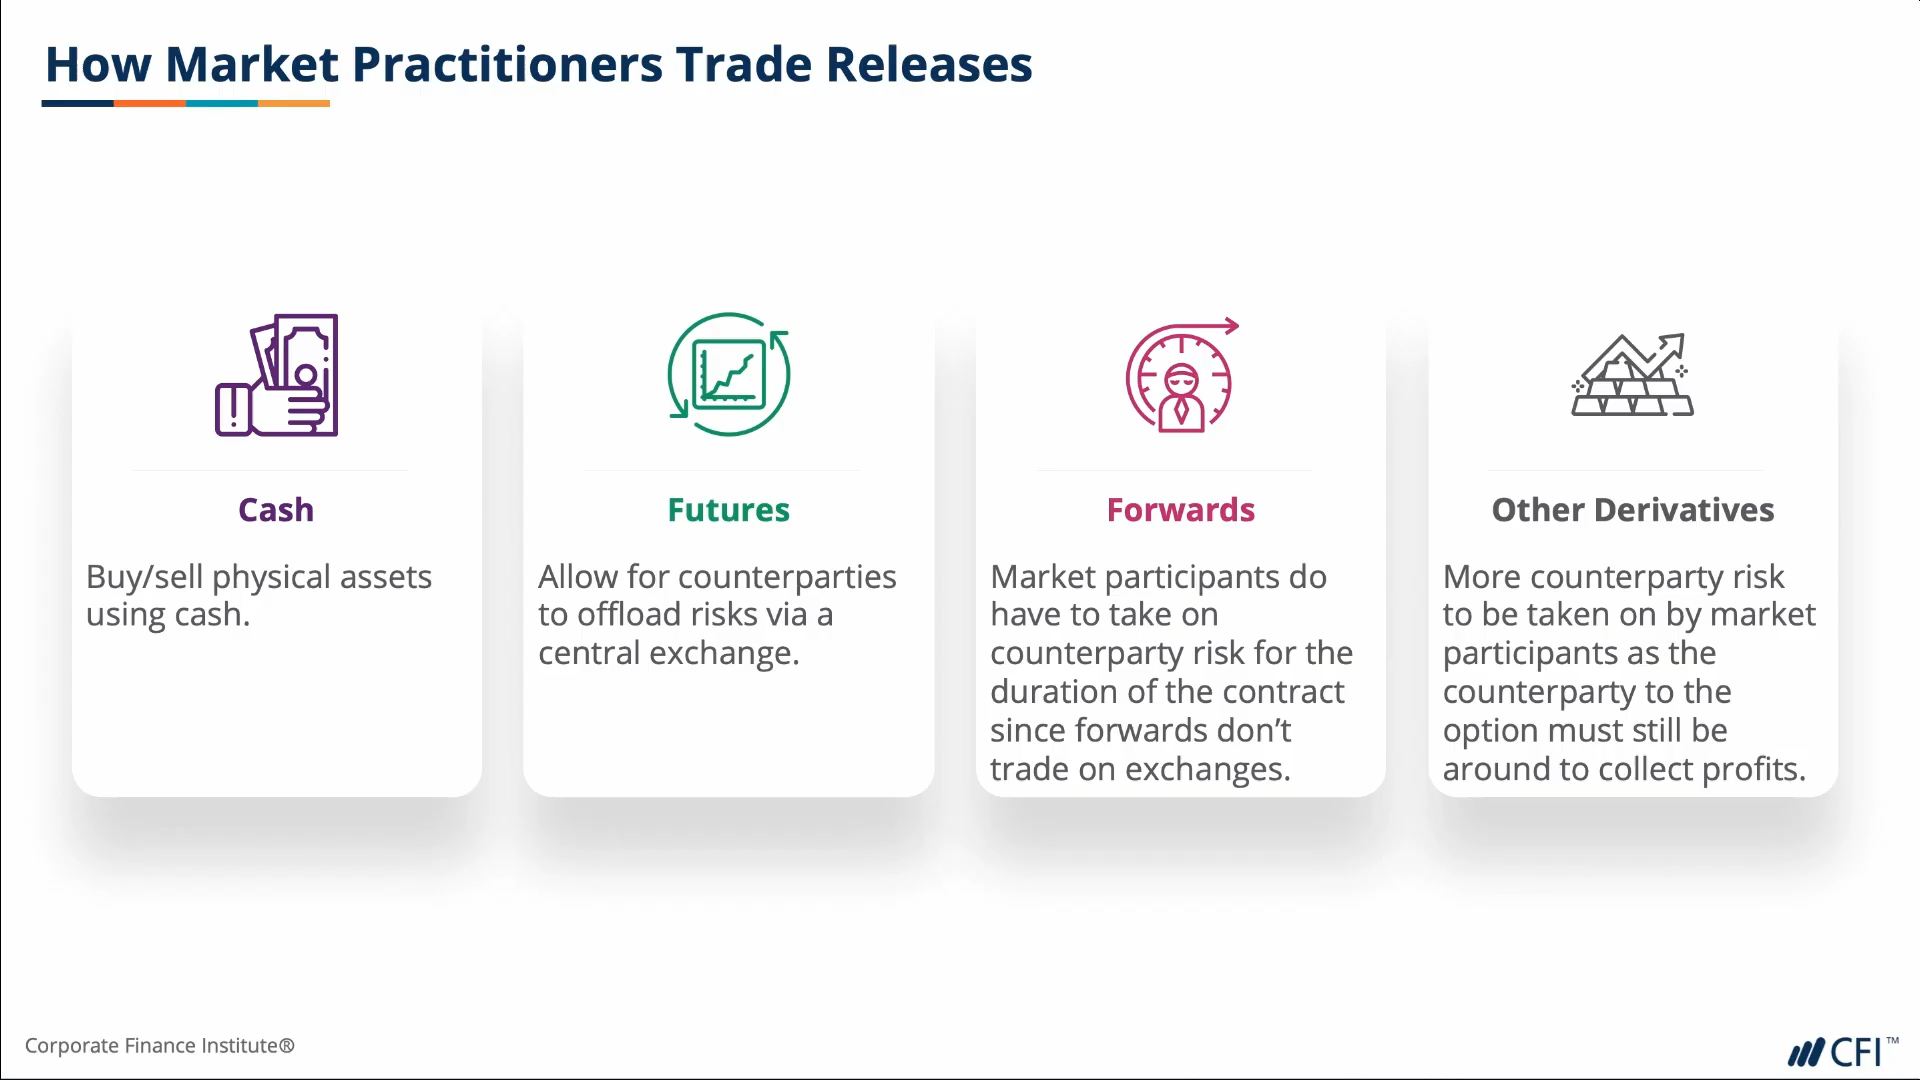 How Market Practitioners Trade Releases
Cash
Buy/sell physical assets
using cash.
Futures
Allow for counterparties
to offload risks via a
central exchange.
Forwards
Market participants do
have to take on
counterparty risk for the
duration of the contract
since forwards don’t
trade on exchanges.
Other Derivatives
More counterparty risk
to be taken on by market
participants as the
counterparty to the
option must still be
around to collect profits.
Corporate Finance Institute®
CFI™